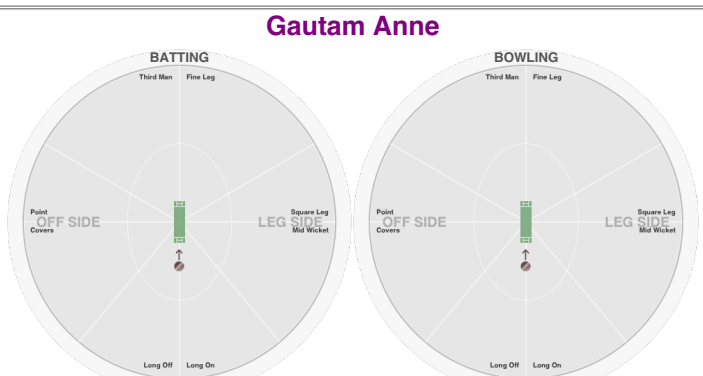 Gautam Anne
BATTING
Third Man Fine Leg
Point
OFF SIDE
Covers
Square Leg
LEG SIDE
Mid Wicket
Long Off Long On
BOWLING
Third Man Fine Leg
Point
OFF SIDE
Covers
Square Leg
LEG SIDE
Mid Wicket
Long Off Long On